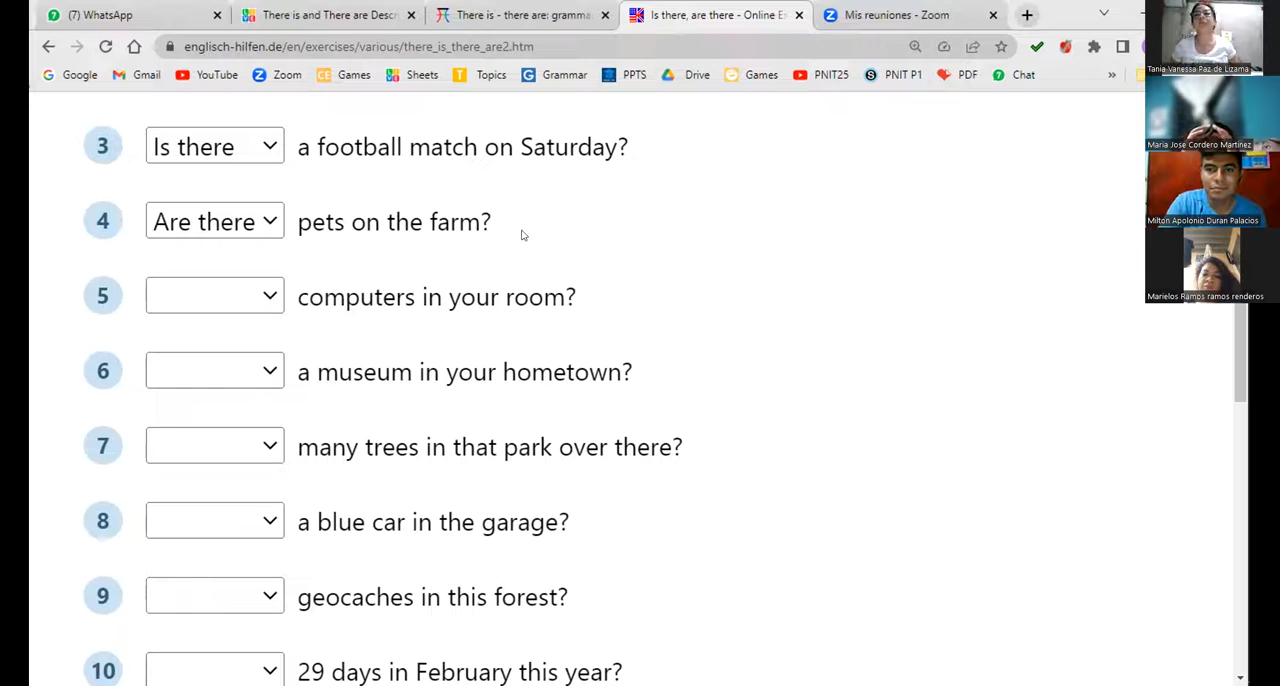 (7) WhatsApp
There is and There are Descr
There is - there are: gramma
Is there, are there - Online E
Mis reuniones - Zoom
englisch-hilfen.de/en/exercises/various/there_is_there_are2.htm
Google Gmail YouTube Zoom Games Sheets Topics Grammar PPTS Drive Games PNIT25 PNIT P1 PDF Chat »
3 Is there a football match on Saturday?
4 Are there pets on the farm?
5 computers in your room?
6 a museum in your hometown?
7 many trees in that park over there?
8 a blue car in the garage?
9 geocaches in this forest?
10 29 days in February this year?
Tania Vanessa Paz de Lizama
Maria Jose Cordero Martinez
Milton Apolonio Duran Palacios
Marielos Ramos ramos renderos